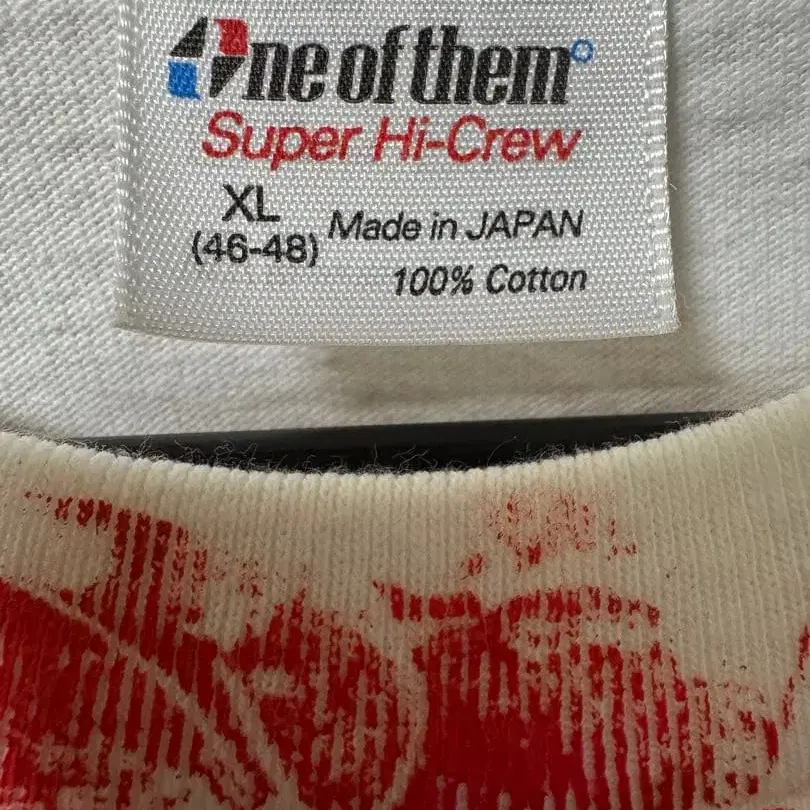 One of them
Super Hi-Crew
XL
(46-48)
Made in JAPAN
100% Cotton